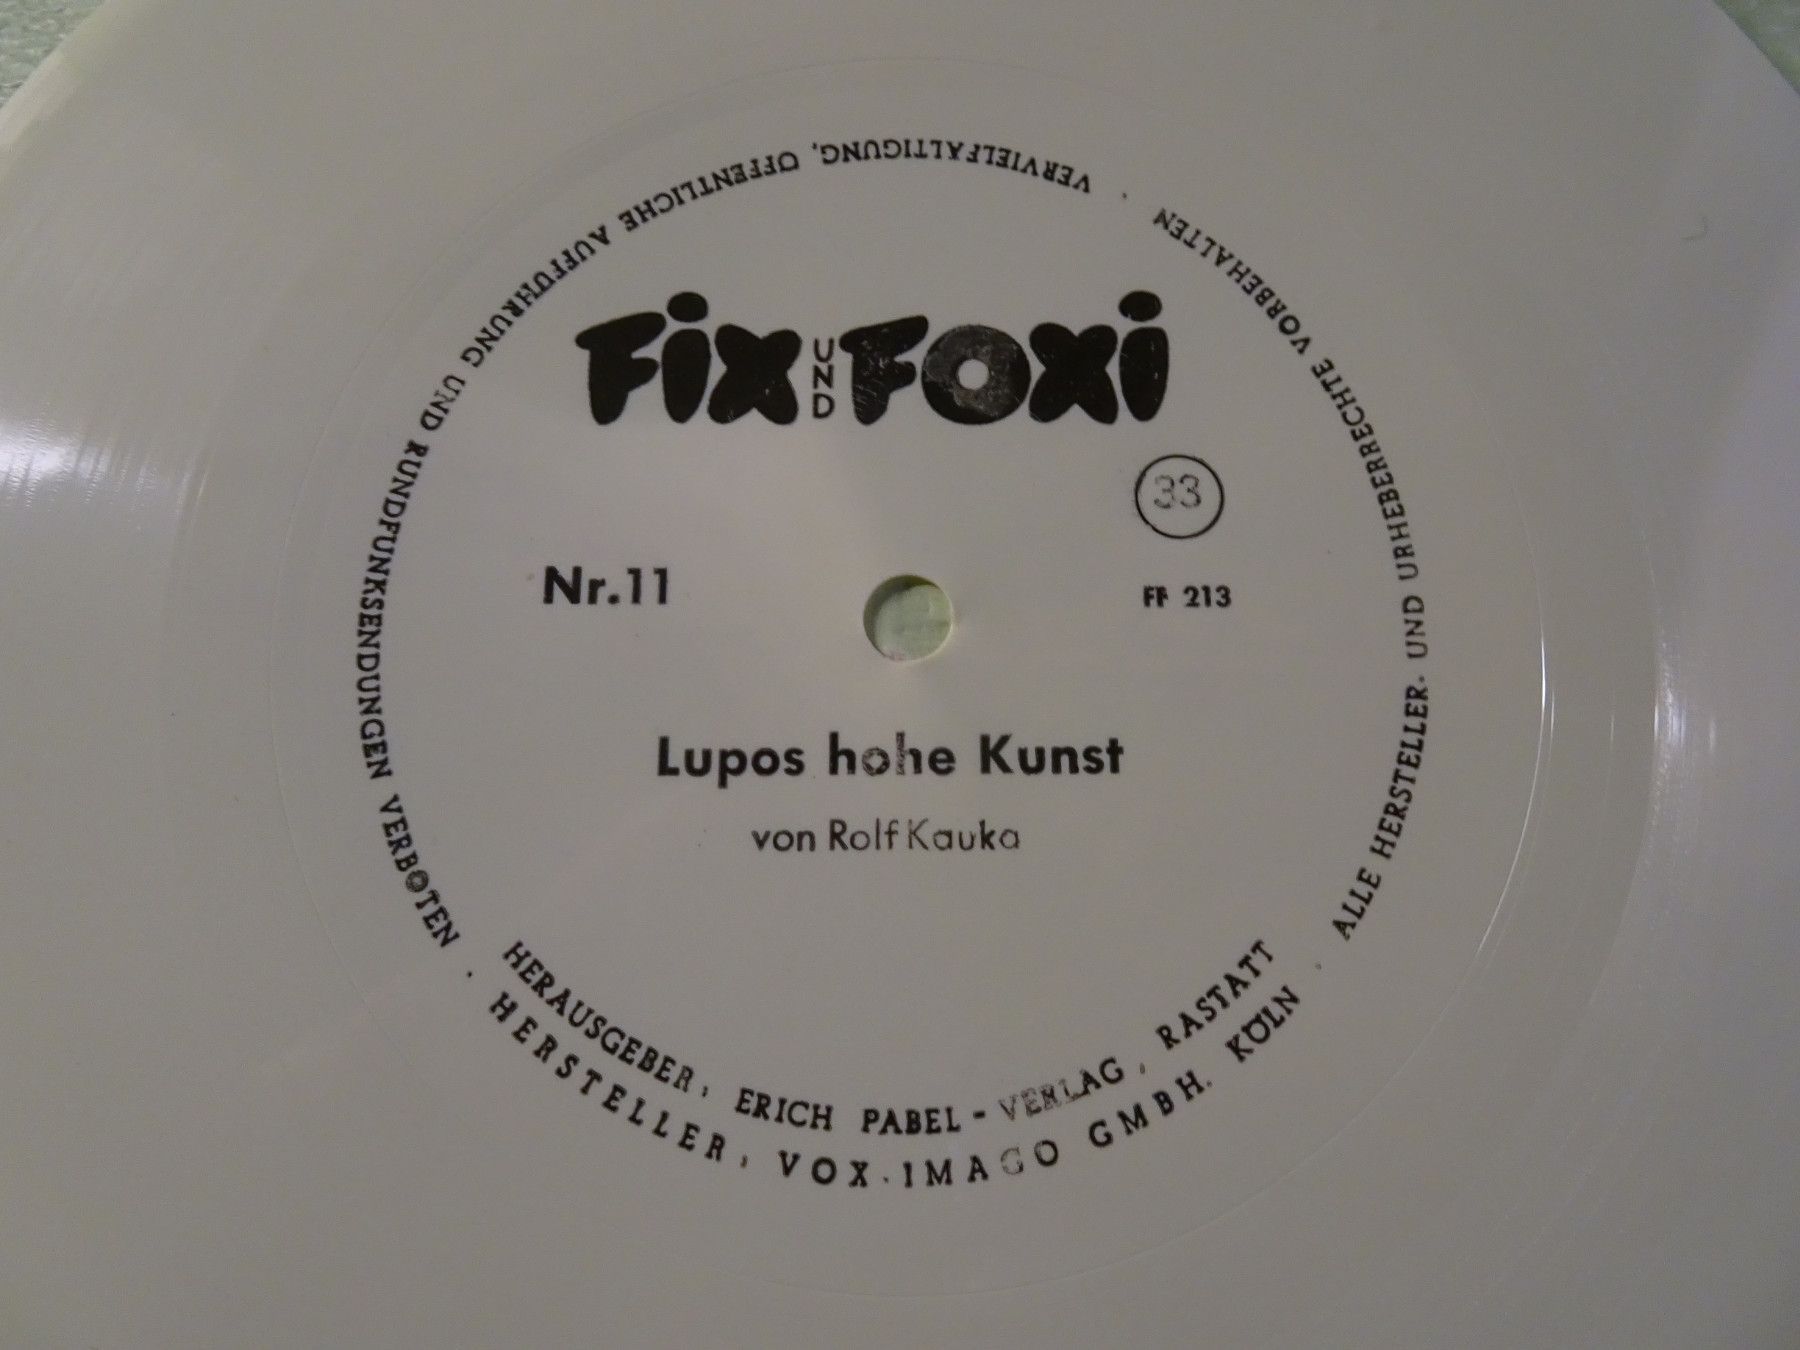 Fix UND FOXi
33
Nr.11
FF 213
Lupos hohe Kunst
von Rolf Kauka
HERAUSGEBER, ERICH PABEL-VERLAG, RASTATT
HERSTELLER, VOX·IMAGO GMBH. KÖLN
· ALLE HERSTELLER. UND URHEBERRECHTE VORBEHALTEN · VERVIELFÄLTIGUNG, ÖFFENTLICHE AUFFÜHRUNG UND RUNDFUNKSENDUNGEN VERBOTEN ·